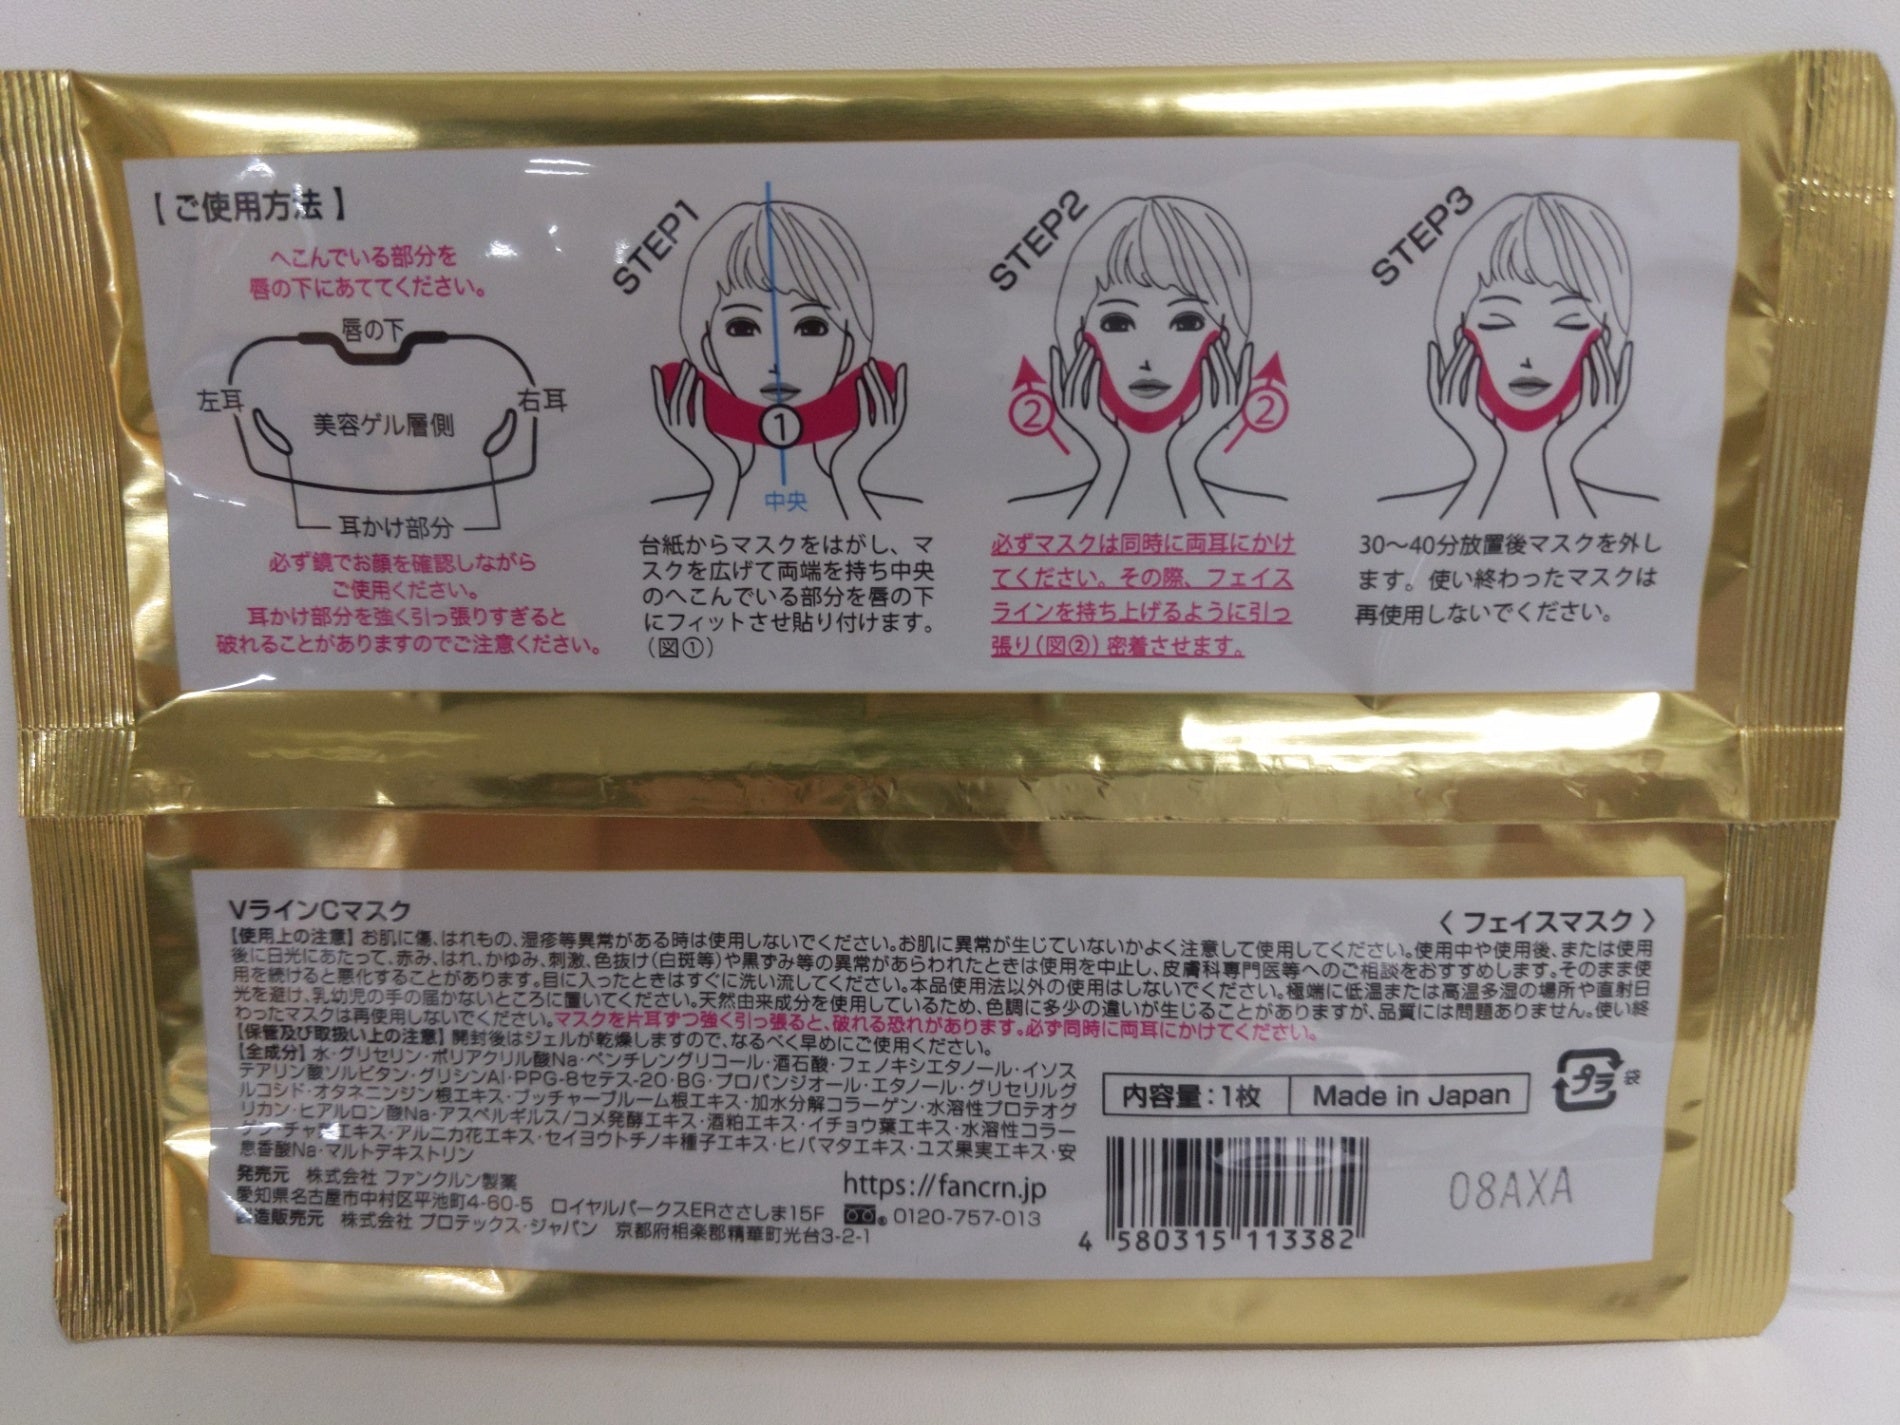 【ご使用方法】
へこんでいる部分を
唇の下にあててください。
唇の下
左耳
右耳
美容ゲル層側
耳かけ部分
必ず鏡でお顔を確認しながら
ご使用ください。
耳かけ部分を強く引っ張りすぎると
破れることがありますのでご注意ください。
STEP1
1
中央
台紙からマスクをはがし、マ
スクを広げて両端を持ち中央
のへこんでいる部分を唇の下
にフィットさせ貼り付けます。
（図①）
STEP2
2
2
必ずマスクは同時に両耳にかけ
てください。その際、フェイス
ラインを持ち上げるように引っ
張り（図②）密着させます。
STEP3
30～40分放置後マスクを外し
ます。使い終わったマスクは
再使用しないでください。
VラインCマスク
〈フェイスマスク〉
【使用上の注意】お肌に傷、はれもの、湿疹等異常がある時は使用しないでください。お肌に異常が生じていないかよく注意して使用してください。使用中や使用後、または使用
後に日光にあたって、赤み、はれ、かゆみ、刺激、色抜け(白斑等)や黒ずみ等の異常があらわれたときは使用を中止し、皮膚科専門医等へのご相談をおすすめします。そのまま使
用を続けると悪化することがあります。目に入ったときはすぐに洗い流してください。本品使用法以外の使用はしないでください。極端に低温または高温多湿の場所や直射日
光を避け、乳幼児の手の届かないところに置いてください。天然由来成分を使用しているため、色調に多少の違いが生じることがありますが、品質には問題ありません。使い終
わったマスクは再使用しないでください。マスクを片耳ずつ強く引っ張ると、破れる恐れがあります。必ず同時に両耳にかけてください。
【保管及び取扱い上の注意】開封後はジェルが乾燥しますので、なるべく早めにご使用ください。
【全成分】水・グリセリン・ポリアクリル酸Na・ペンチレングリコール・酒石酸・フェノキシエタノール・イソス
テアリン酸ソルビタン・グリシンAl・PPG-8セテス-20・BG・プロパンジオール・エタノール・グリセリルグ
ルコシド・オタネニンジン根エキス・ブッチャーブルーム根エキス・加水分解コラーゲン・水溶性プロテオグ
リカン・ヒアルロン酸Na・アスペルギルス/コメ発酵エキス・酒粕エキス・イチョウ葉エキス・水溶性コラー
ゲン・チャ葉エキス・アルニカ花エキス・セイヨウトチノキ種子エキス・ヒバマタエキス・ユズ果実エキス・安
息香酸Na・マルトデキストリン
内容量：1枚
Made in Japan
プラ
袋
発売元 株式会社 ファンクルン製薬
愛知県名古屋市中村区平池町4-60-5 ロイヤルパークスERささしま15F
https://fancrn.jp
0120-757-013
製造販売元 株式会社 プロテックス・ジャパン 京都府相楽郡精華町光台3-2-1
4 580315 113382
08AXA